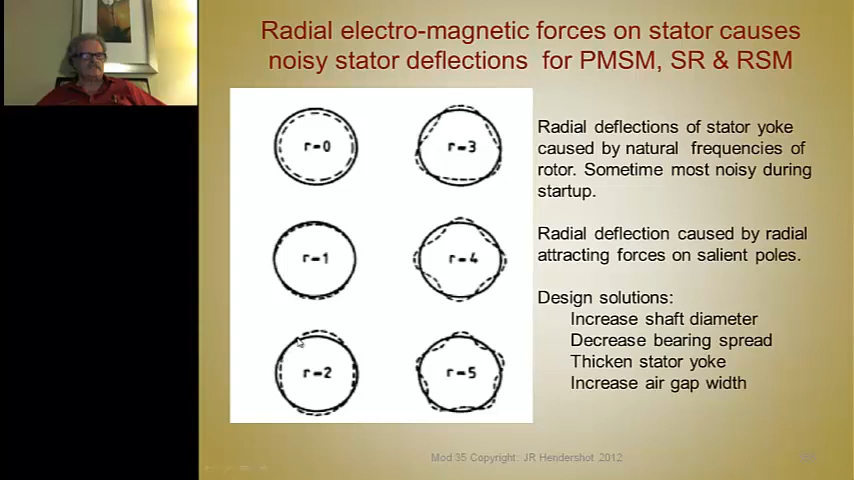 Radial electro-magnetic forces on stator causes
noisy stator deflections for PMSM, SR & RSM
r=0
r=3
r=1
r=4
r=2
r=5
Radial deflections of stator yoke
caused by natural frequencies of
rotor. Sometime most noisy during
startup.
Radial deflection caused by radial
attracting forces on salient poles.
Design solutions:
Increase shaft diameter
Decrease bearing spread
Thicken stator yoke
Increase air gap width
Mod 35 Copyright: JR Hendershot 2012